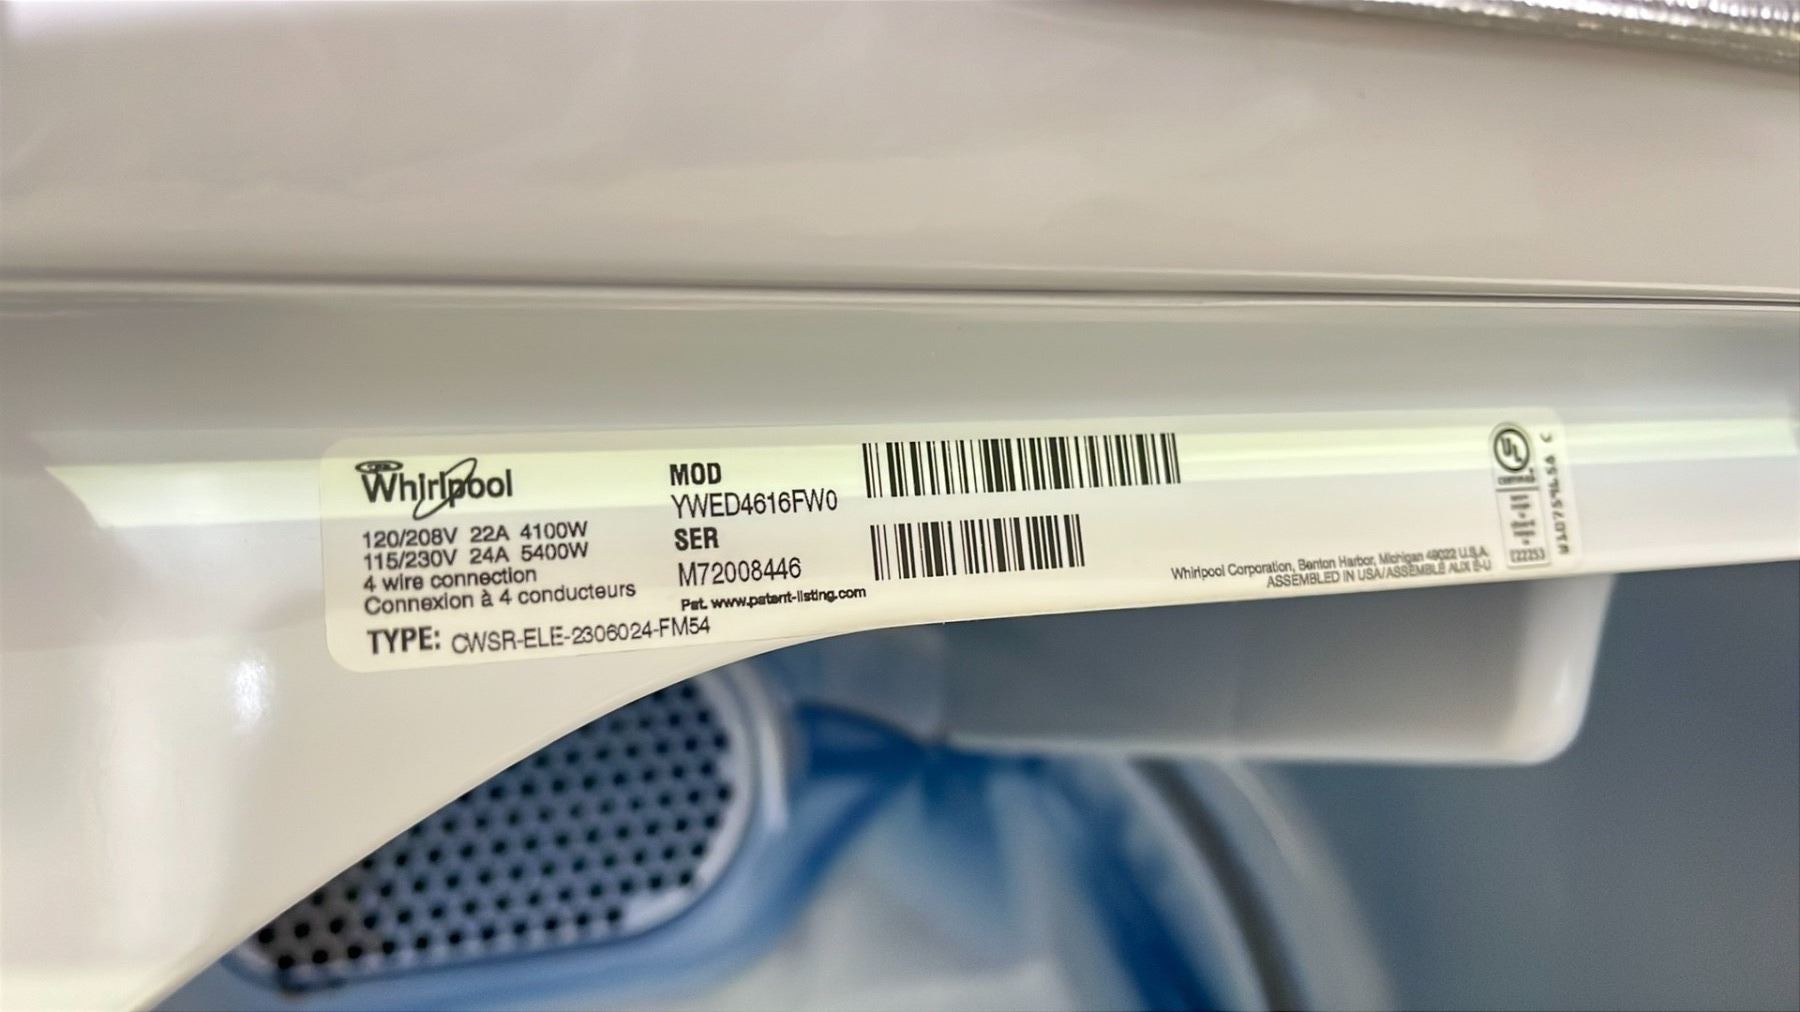 Whirlpool
120/208V 22A 4100W
115/230V 24A 5400W
4 wire connection
Connexion à 4 conducteurs
TYPE: CWSR-ELE-2306024-FM54
MOD
YWED4616FW0
SER
M72008446
Pat. www.patent-listing.com
Whirlpool Corporation, Benton Harbor, Michigan 49022 U.S.A.
ASSEMBLED IN USA/ASSEMBLÉ AUX É-U
UL
E22253